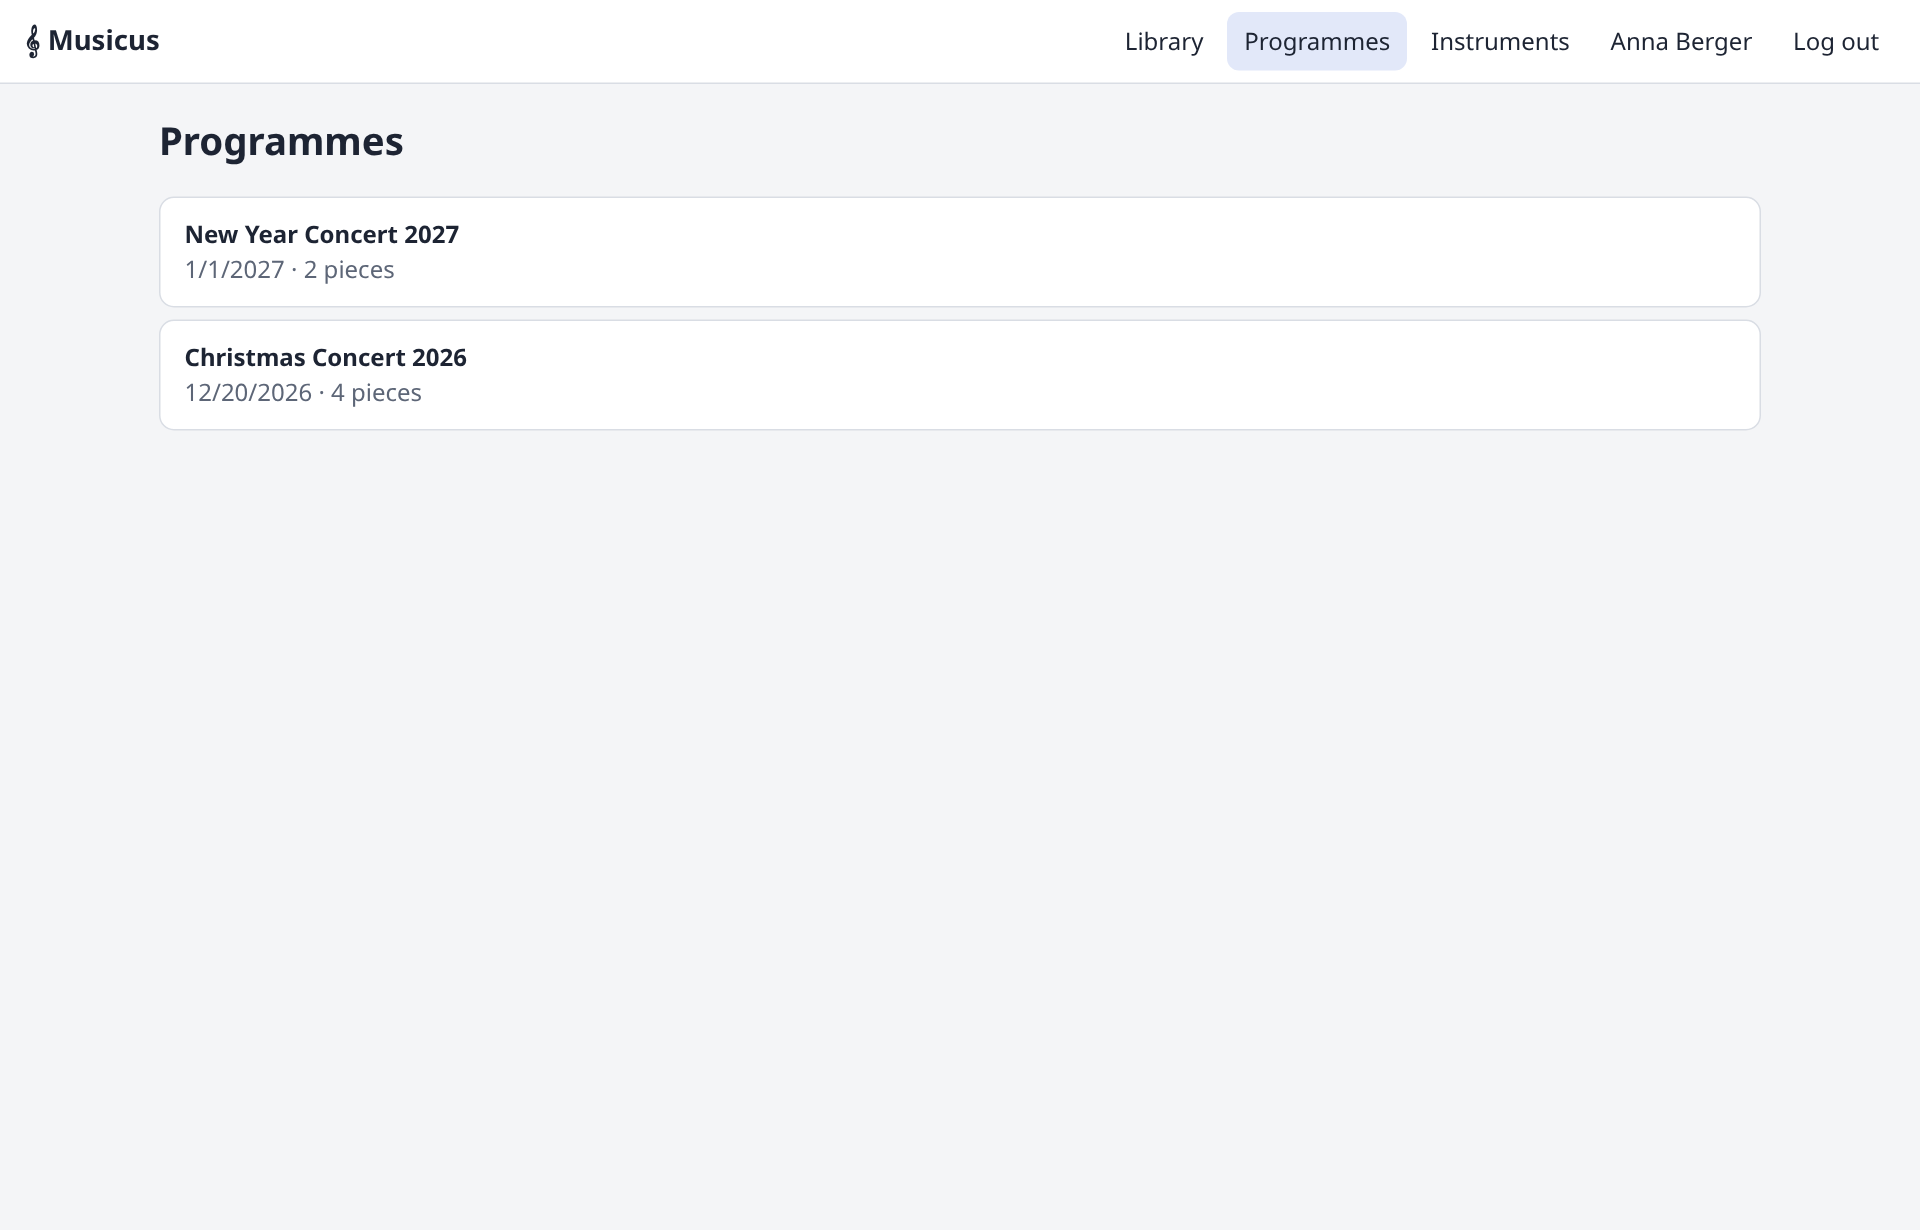 𝄞 Musicus
Library
Programmes
Instruments
Anna Berger
Log out
Programmes
New Year Concert 2027
1/1/2027 · 2 pieces
Christmas Concert 2026
12/20/2026 · 4 pieces